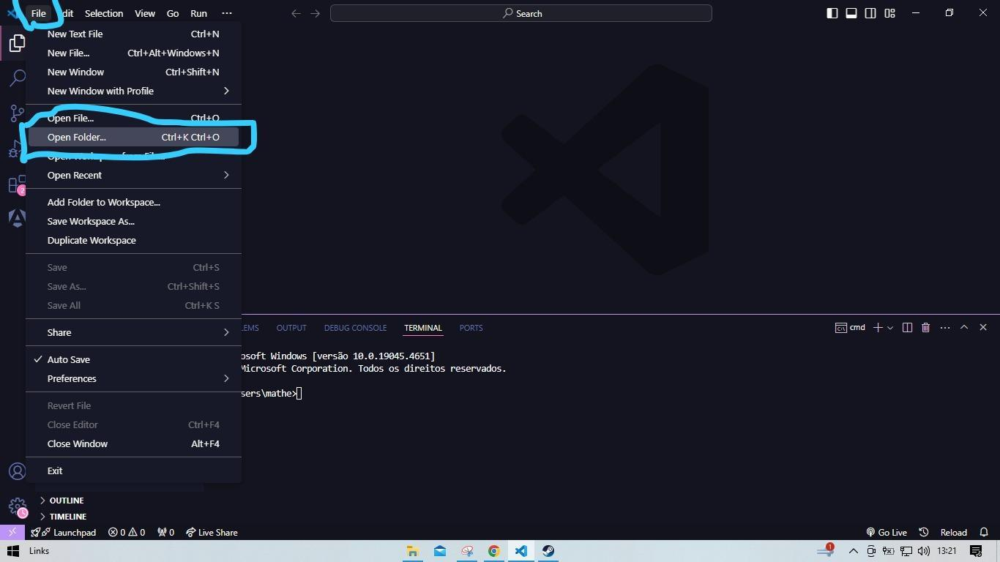 File Edit Selection View Go Run ···
Search
New Text File Ctrl+N
New File... Ctrl+Alt+Windows+N
New Window Ctrl+Shift+N
New Window with Profile
Open File... Ctrl+O
Open Folder... Ctrl+K Ctrl+O
Open Workspace from File...
Open Recent
2
Add Folder to Workspace...
Save Workspace As...
Duplicate Workspace
Save Ctrl+S
Save As... Ctrl+Shift+S
Save All Ctrl+K S
Share
Auto Save
Preferences
Revert File
Close Editor Ctrl+F4
Close Window Alt+F4
Exit
LEMS OUTPUT DEBUG CONSOLE TERMINAL PORTS
cmd
osoft Windows [versão 10.0.19045.4651]
Microsoft Corporation. Todos os direitos reservados.
sers\mathe>
OUTLINE
TIMELINE
Launchpad 0 0 0 Live Share
Go Live Reload
Links
1
13:21